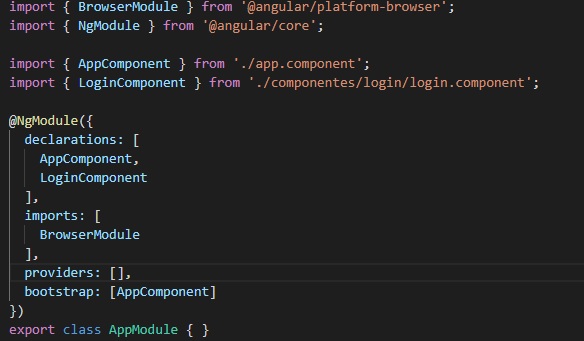 import { BrowserModule } from '@angular/platform-browser';
import { NgModule } from '@angular/core';
import { AppComponent } from './app.component';
import { LoginComponent } from './componentes/login/login.component';
@NgModule({
declarations: [
AppComponent,
LoginComponent
],
imports: [
BrowserModule
],
providers: [],
bootstrap: [AppComponent]
})
export class AppModule { }